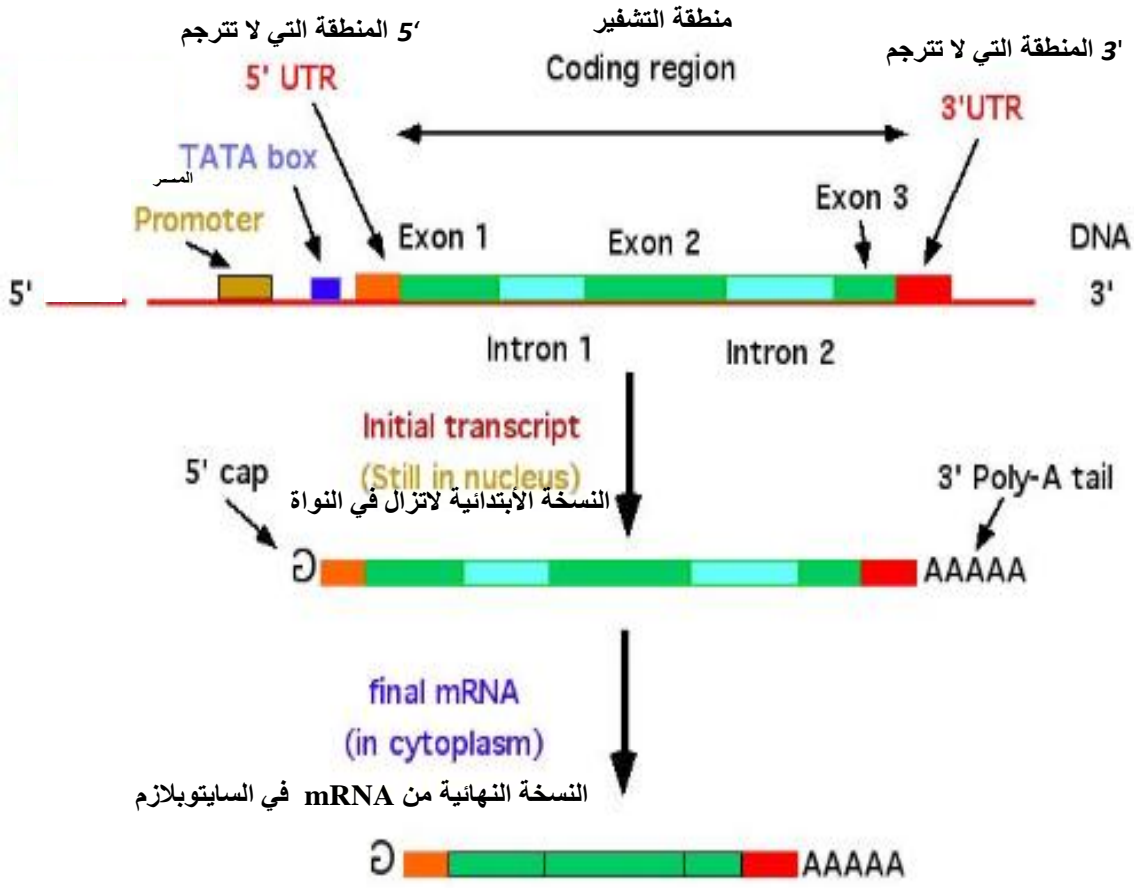 منطقة التشفير
5‘ المنطقة التي لا تترجم
3' المنطقة التي لا تترجم
Coding region
5' UTR
3'UTR
TATA box
المسر
Promoter
Exon 1
Exon 2
Exon 3
DNA
5'
3'
Intron 1
Intron 2
Initial transcript
(Still in nucleus)
النسخة الأبتدائية لاتزال في النواة
5' cap
3' Poly-A tail
G
AAAAA
final mRNA
(in cytoplasm)
النسخة النهائية من mRNA في السايتوبلازم
G
AAAAA